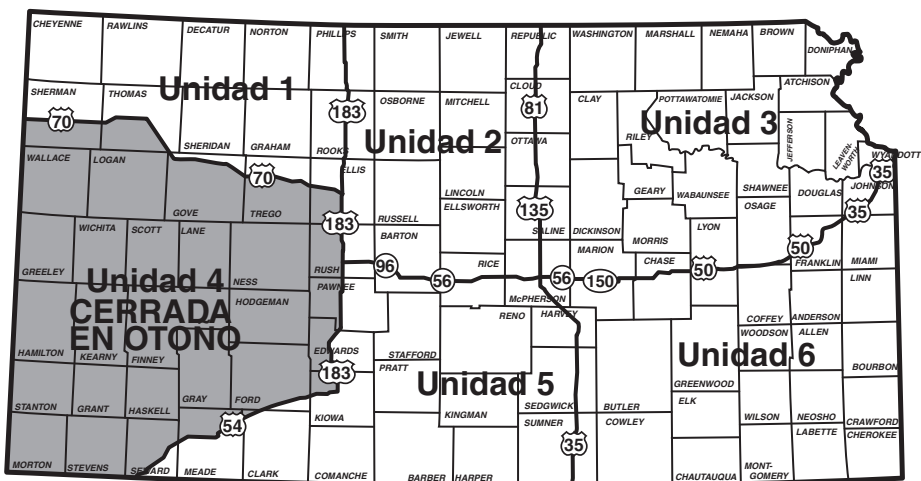 CHEYENNE RAWLINS DECATUR NORTON PHILLIPS SMITH JEWELL REPUBLIC WASHINGTON MARSHALL NEMAHA BROWN
DONIPHAN
ATCHISON
SHERMAN THOMAS
Unidad 1
183
CLOUD
81
OSBORNE MITCHELL CLAY
POTTAWATOMIE JACKSON
Unidad 2
Unidad 3
70
SHERIDAN GRAHAM ROOKS
OTTAWA
RILEY
JEFFERSON
LEAVEN-
WORTH
WYANDOTT
35
WALLACE LOGAN
70
ELLIS
LINCOLN
GEARY WABAUNSEE SHAWNEE DOUGLAS JOHNSON
GOVE TREGO
183
RUSSELL
ELLSWORTH
135
OSAGE
35
WICHITA SCOTT LANE
BARTON
SALINE DICKINSON
MORRIS LYON
50
MARION
GREELEY
NESS
RUSH
96
RICE
56
56
150
CHASE
50
FRANKLIN MIAMI
Unidad 4
CERRADA
EN OTOÑO
HODGEMAN
PAWNEE
McPHERSON
LINN
RENO HARVEY
COFFEY ANDERSON
HAMILTON KEARNY FINNEY
EDWARDS
STAFFORD
WOODSON ALLEN
Unidad 6
183
PRATT
Unidad 5
BOURBON
GREENWOOD
STANTON GRANT HASKELL GRAY FORD
KIOWA
KINGMAN
SEDGWICK
BUTLER
ELK
54
SUMNER
COWLEY
WILSON NEOSHO CRAWFORD
35
LABETTE CHEROKEE
MORTON STEVENS SEWARD MEADE CLARK COMANCHE BARBER HARPER
CHAUTAUQUA
MONT-
GOMERY